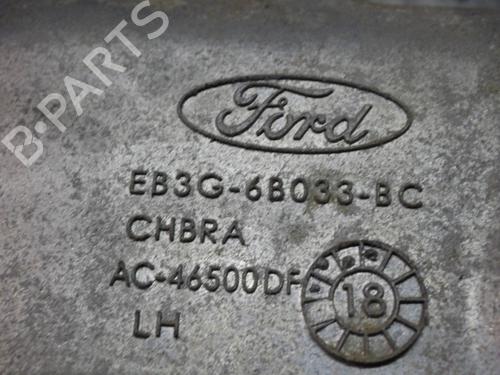 B-PARTS
Ford
EB3G-6B033-BC
CHBRA
AC-46500DF
18
LH